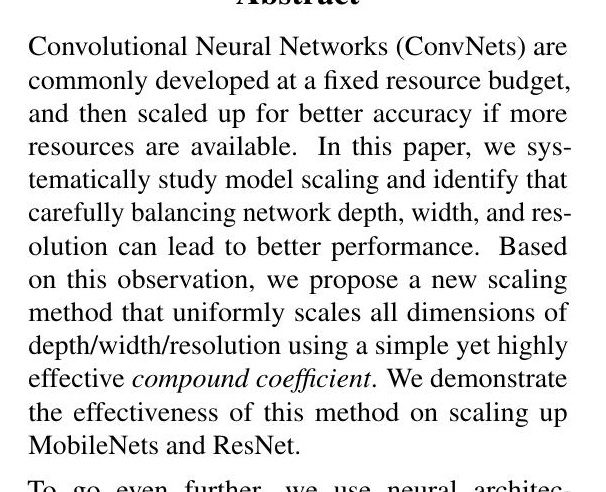 Abstract
Convolutional Neural Networks (ConvNets) are
commonly developed at a fixed resource budget,
and then scaled up for better accuracy if more
resources are available. In this paper, we sys-
tematically study model scaling and identify that
carefully balancing network depth, width, and res-
olution can lead to better performance. Based
on this observation, we propose a new scaling
method that uniformly scales all dimensions of
depth/width/resolution using a simple yet highly
effective compound coefficient. We demonstrate
the effectiveness of this method on scaling up
MobileNets and ResNet.
To go even further, we use neural architec-